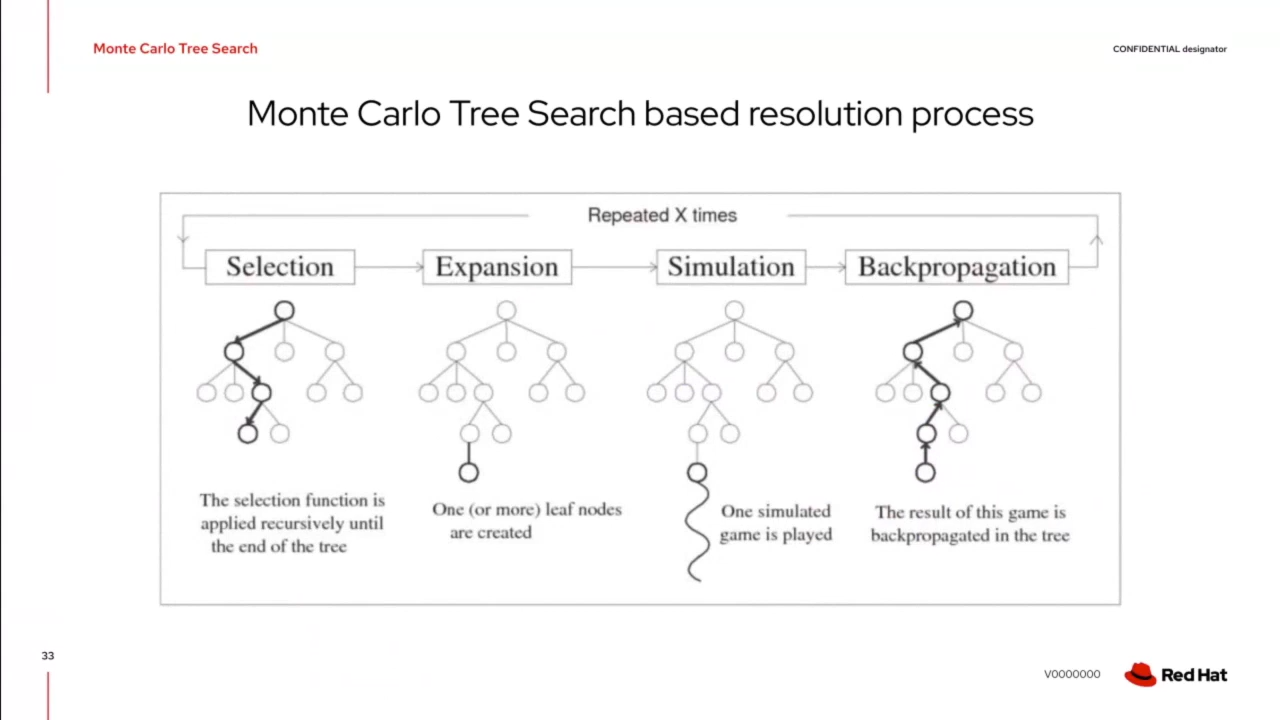 Monte Carlo Tree Search
CONFIDENTIAL designator
Monte Carlo Tree Search based resolution process
Repeated X times
Selection
Expansion
Simulation
Backpropagation
The selection function is
applied recursively until
the end of the tree
One (or more) leaf nodes
are created
One simulated
game is played
The result of this game is
backpropagated in the tree
33
V0000000
Red Hat